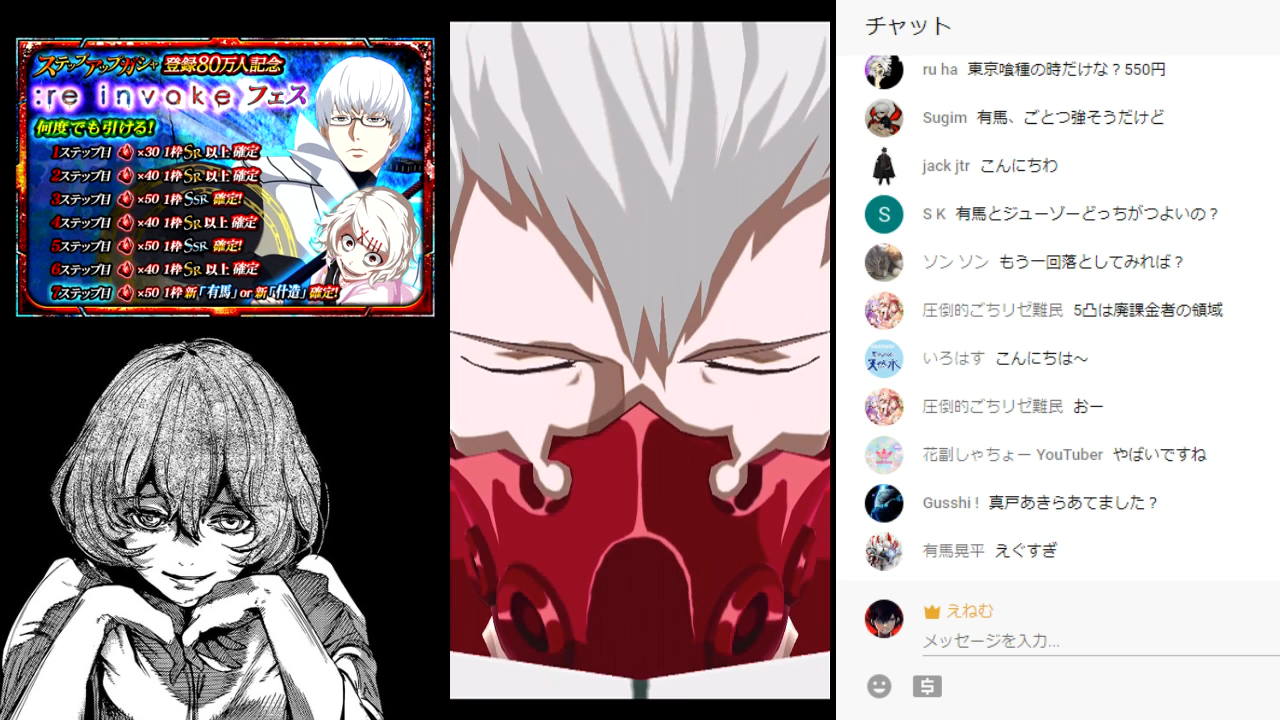 ステップアップガシャ 登録80万人記念
:re invoke フェス
何度でも引ける!
1ステップ目 ×30 1枠SR以上確定
2ステップ目 ×40 1枠SR以上確定
3ステップ目 ×50 1枠SSR確定!
4ステップ目 ×40 1枠SR以上確定
5ステップ目 ×50 1枠SSR確定!
6ステップ目 ×40 1枠SR以上確定
7ステップ目 ×50 1枠新「有馬」or 新「什造」確定!
チャット
ru ha 東京喰種の時だけな？550円
Sugim 有馬、ごとつ強そうだけど
jack jtr こんにちわ
S
S K 有馬とジューゾーどっちがつよいの？
ソン ソン もう一回落としてみれば？
圧倒的ごちリゼ難民 5凸は廃課金者の領域
いろはす こんにちは～
圧倒的ごちリゼ難民 おー
花副しゃちょー YouTuber やばいですね
Gusshi ! 真戸あきらあてました？
有馬晃平 えぐすぎ
えねむ
メッセージを入力...